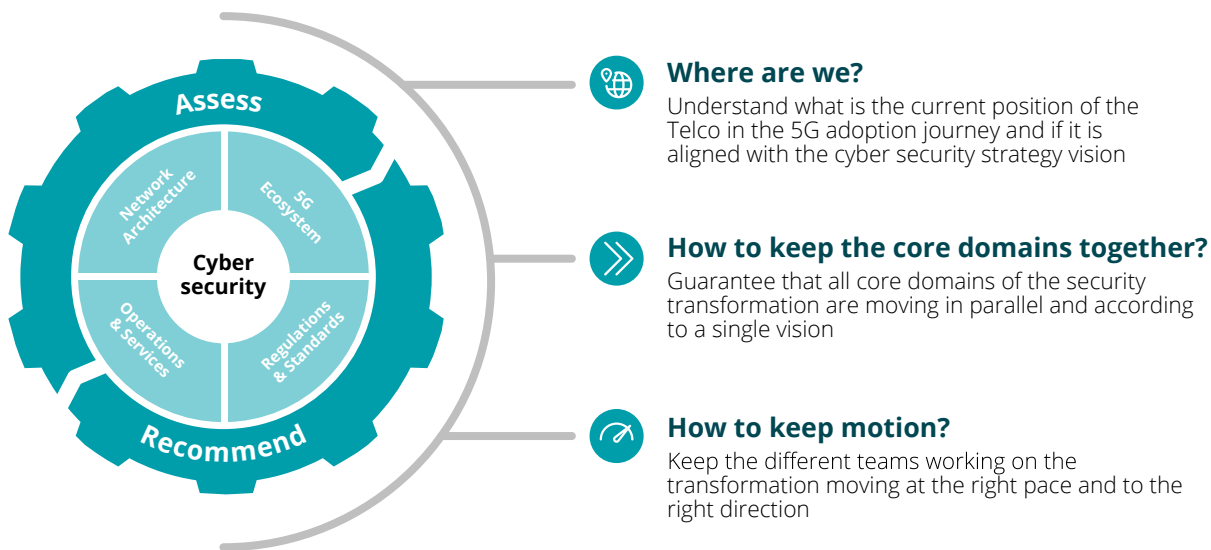 Assess
Network
Architecture
5G
Ecosystem
Cyber
security
Operations
& Services
Regulations
& Standards
Recommend
Where are we?
Understand what is the current position of the
Telco in the 5G adoption journey and if it is
aligned with the cyber security strategy vision
How to keep the core domains together?
Guarantee that all core domains of the security
transformation are moving in parallel and according
to a single vision
How to keep motion?
Keep the different teams working on the
transformation moving at the right pace and to the
right direction